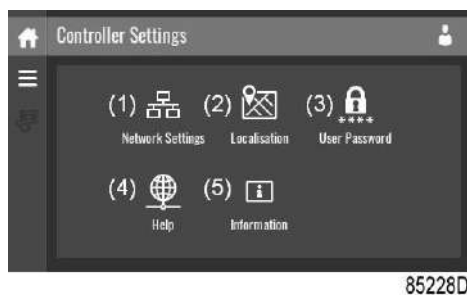 Controller Settings
(1) (2) (3) ****
Network Settings Localisation User Password
(4) (5) i
Help Information
85228D